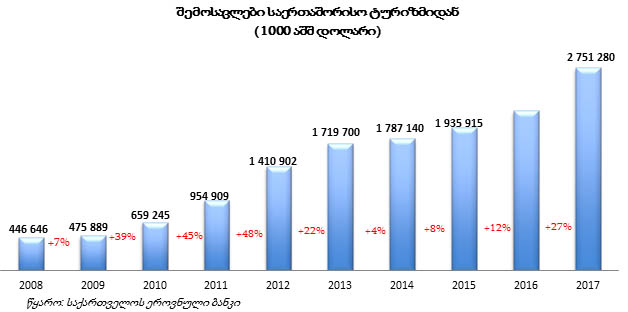 შემოსავლები საერთაშორისო ტურიზმიდან
(1000 აშშ დოლარი)
2 751 280
1 935 915
1 787 140
1 719 700
1 410 902
954 909
659 245
475 889
446 646
+7% +39% +45% +48% +22% +4% +8% +12% +27%
2008 2009 2010 2011 2012 2013 2014 2015 2016 2017
წყარო: საქართველოს ეროვნული ბანკი